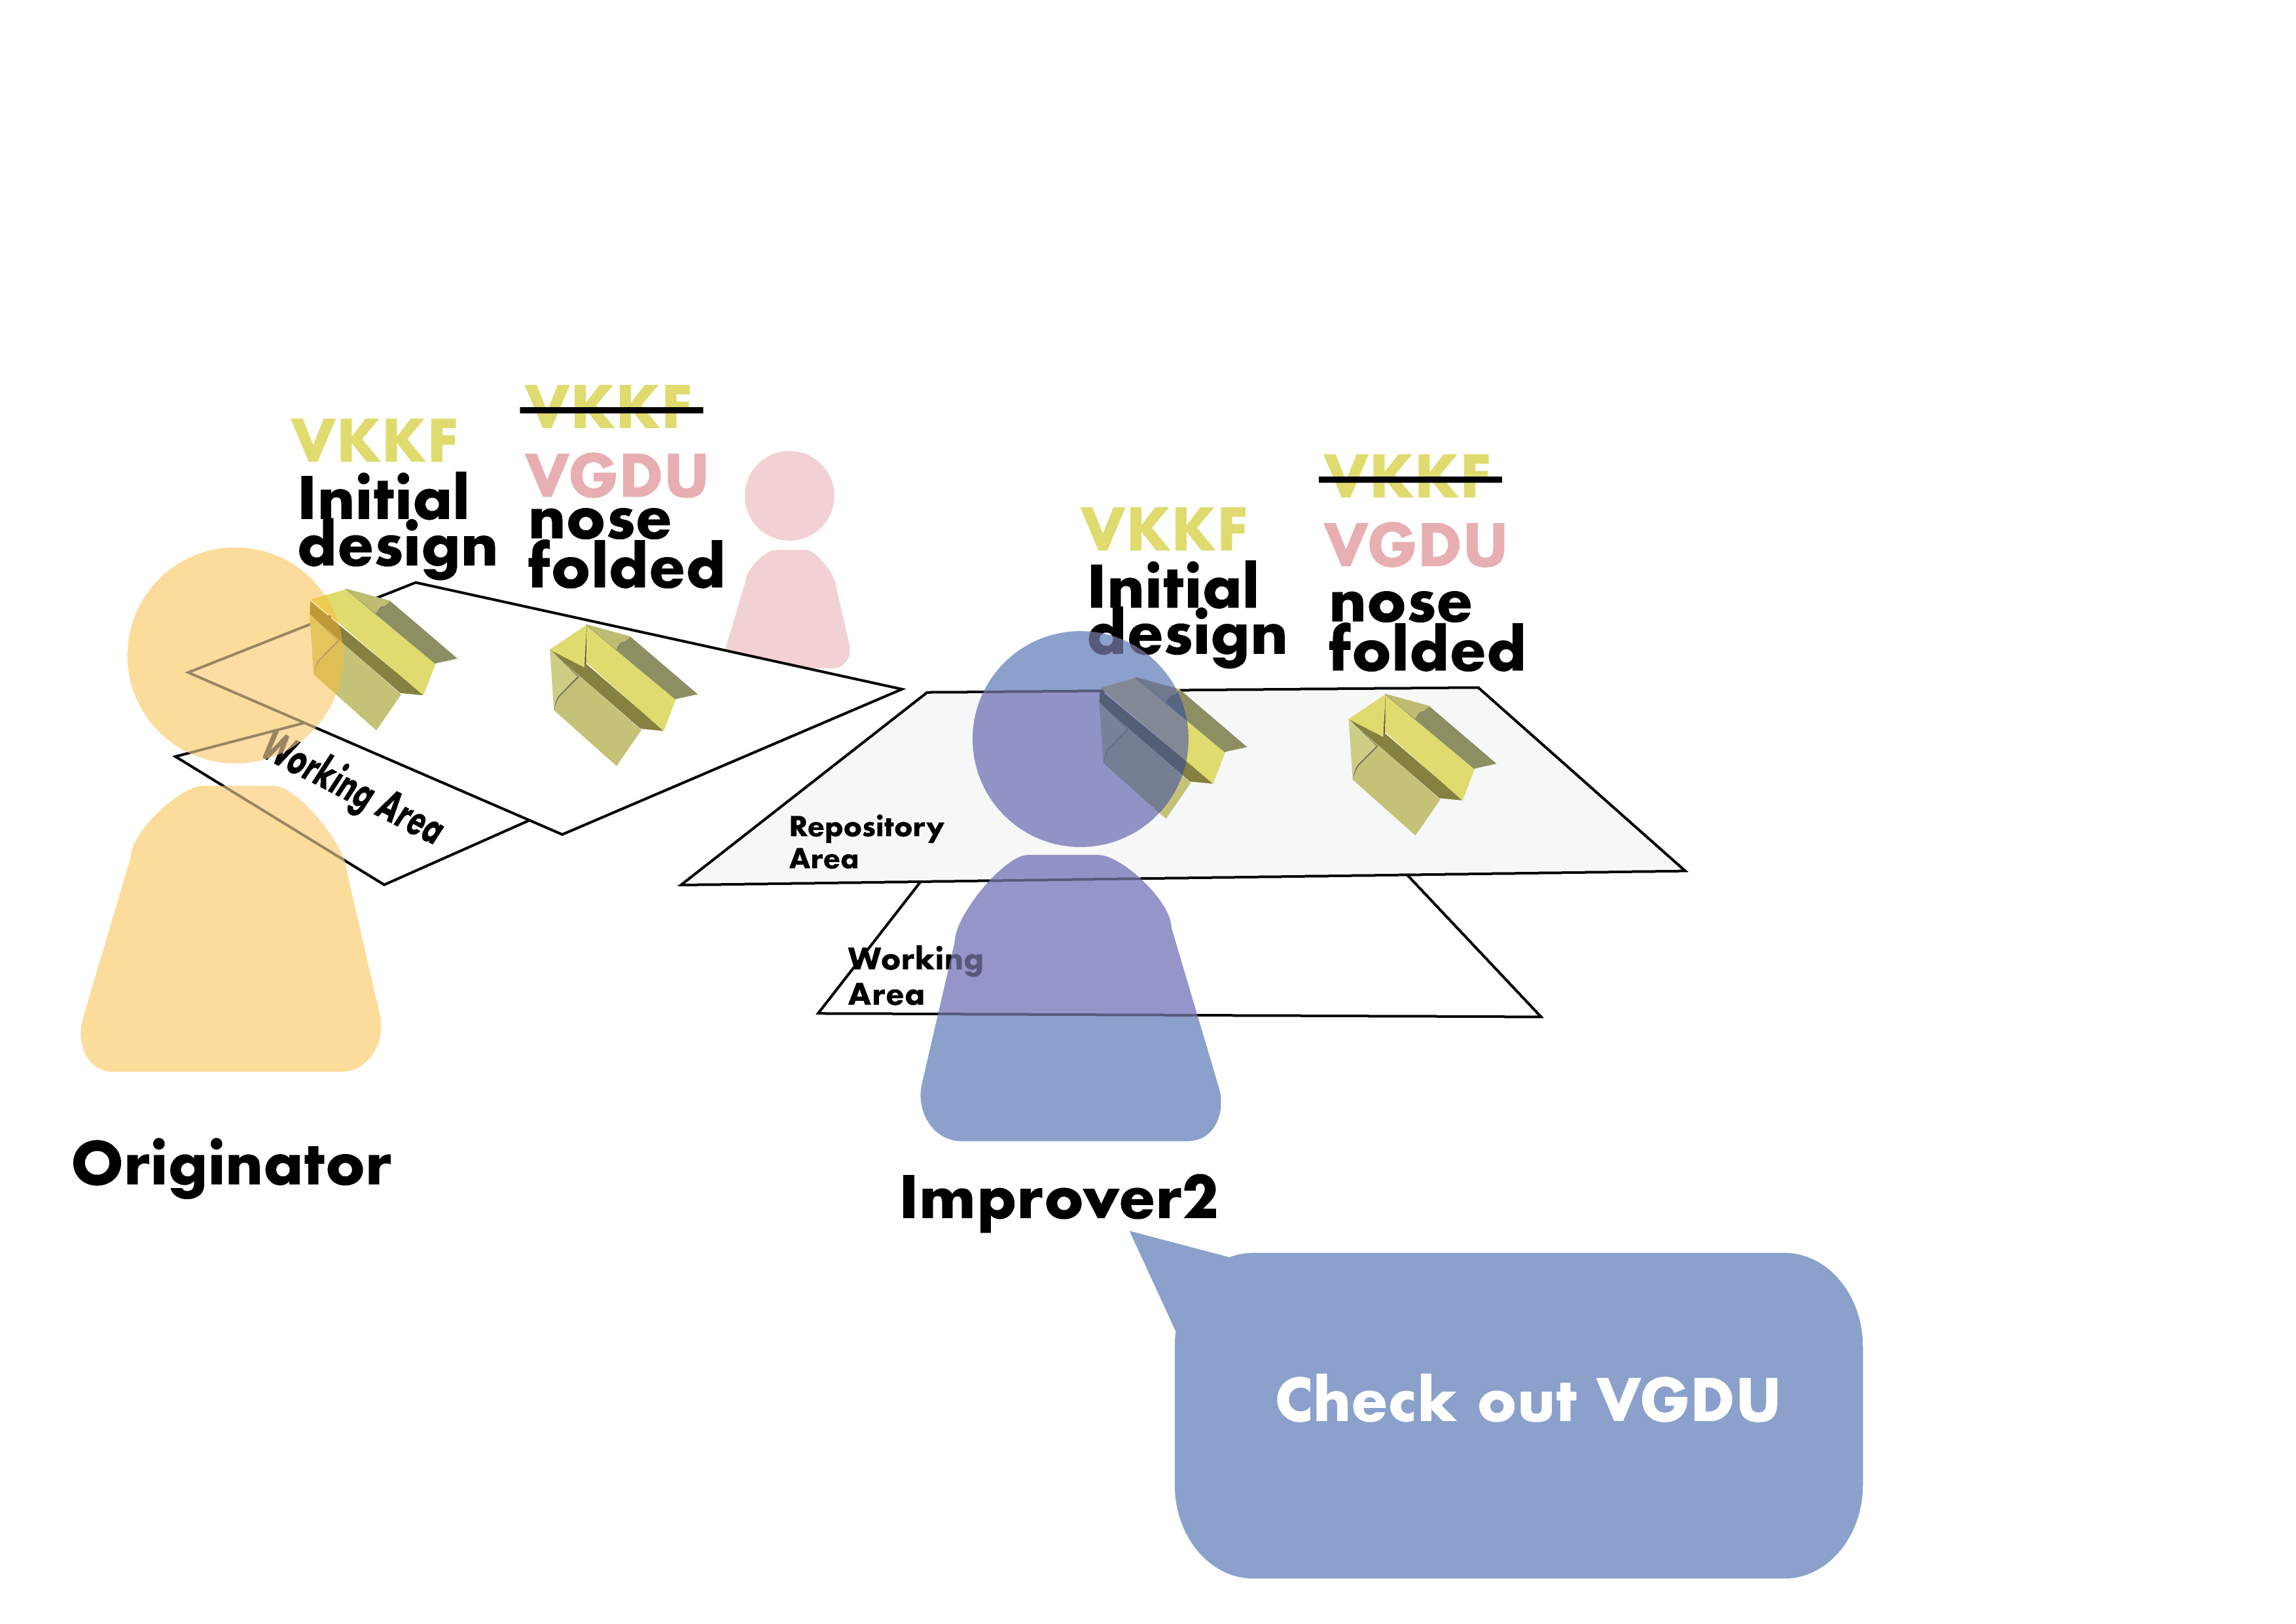 VKKF
Initial
design
VKKF
VGDU
nose
folded
Working Area
Originator
VKKF
Initial
design
VKKF
VGDU
nose
folded
Repository
Area
Working
Area
Improver2
Check out VGDU